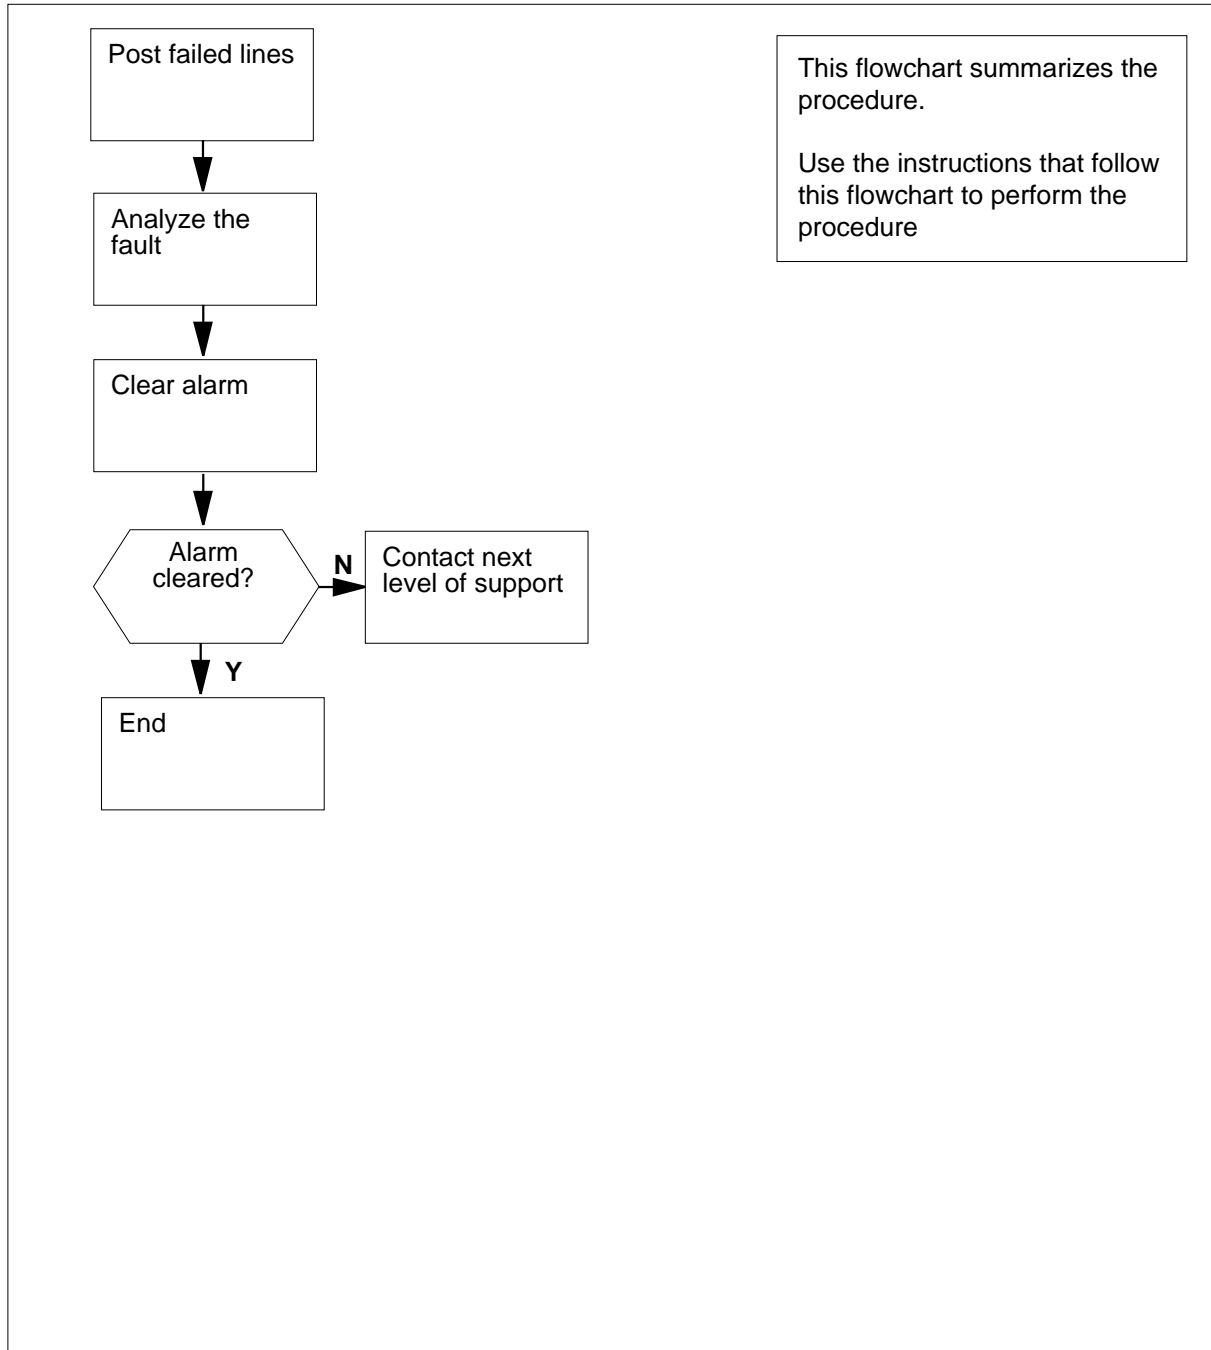 Post failed lines
This flowchart summarizes the
procedure.
Use the instructions that follow
this flowchart to perform the
procedure
Analyze the
fault
Clear alarm
Alarm
cleared?
N
Contact next
level of support
Y
End